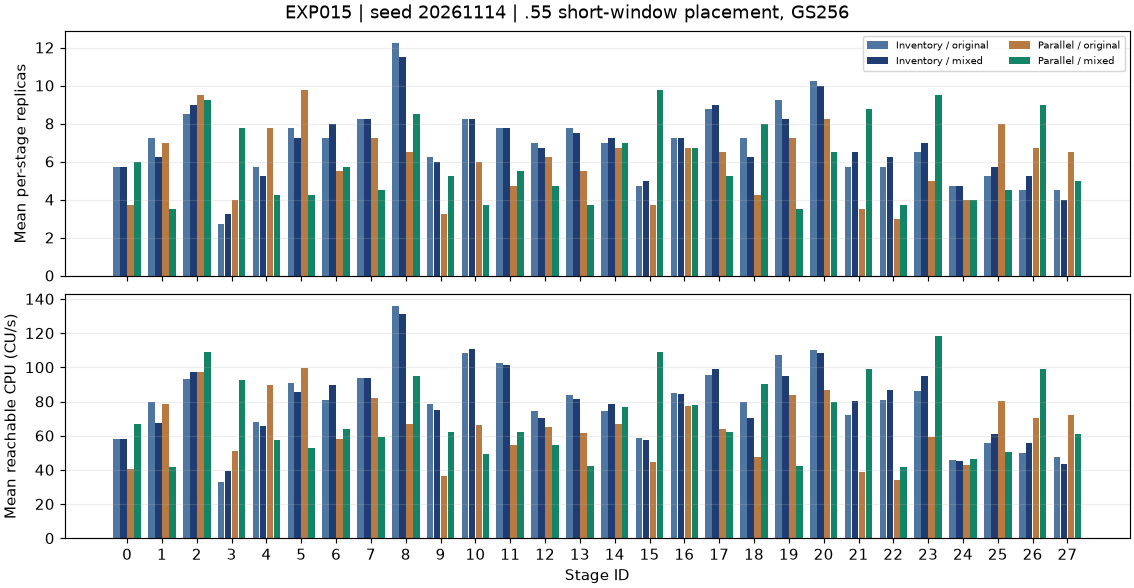 EXP015 | seed 20261114 | .55 short-window placement, GS256
Mean per-stage replicas
12
10
8
6
4
2
0
Inventory / original
Inventory / mixed
Parallel / original
Parallel / mixed
Mean reachable CPU (CU/s)
140
120
100
80
60
40
20
0
0 1 2 3 4 5 6 7 8 9 10 11 12 13 14 15 16 17 18 19 20 21 22 23 24 25 26 27
Stage ID